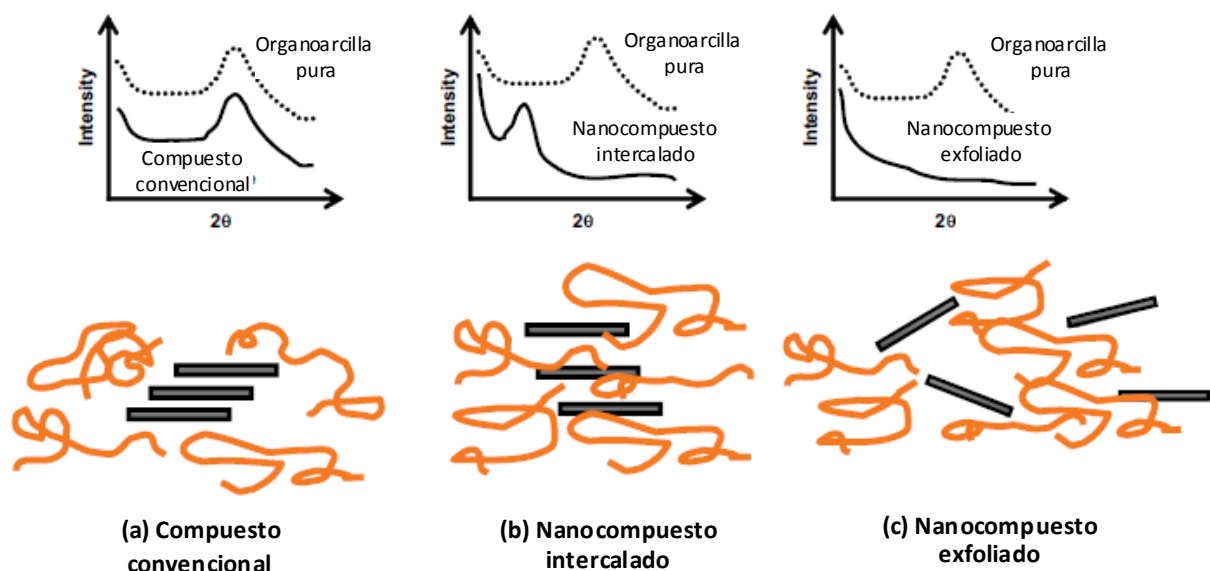 Intensity
Organoarcilla
pura
Compuesto
convencional
2θ
Intensity
Organoarcilla
pura
Nanocompuesto
intercalado
2θ
Intensity
Organoarcilla
pura
Nanocompuesto
exfoliado
2θ
(a) Compuesto
convencional
(b) Nanocompuesto
intercalado
(c) Nanocompuesto
exfoliado